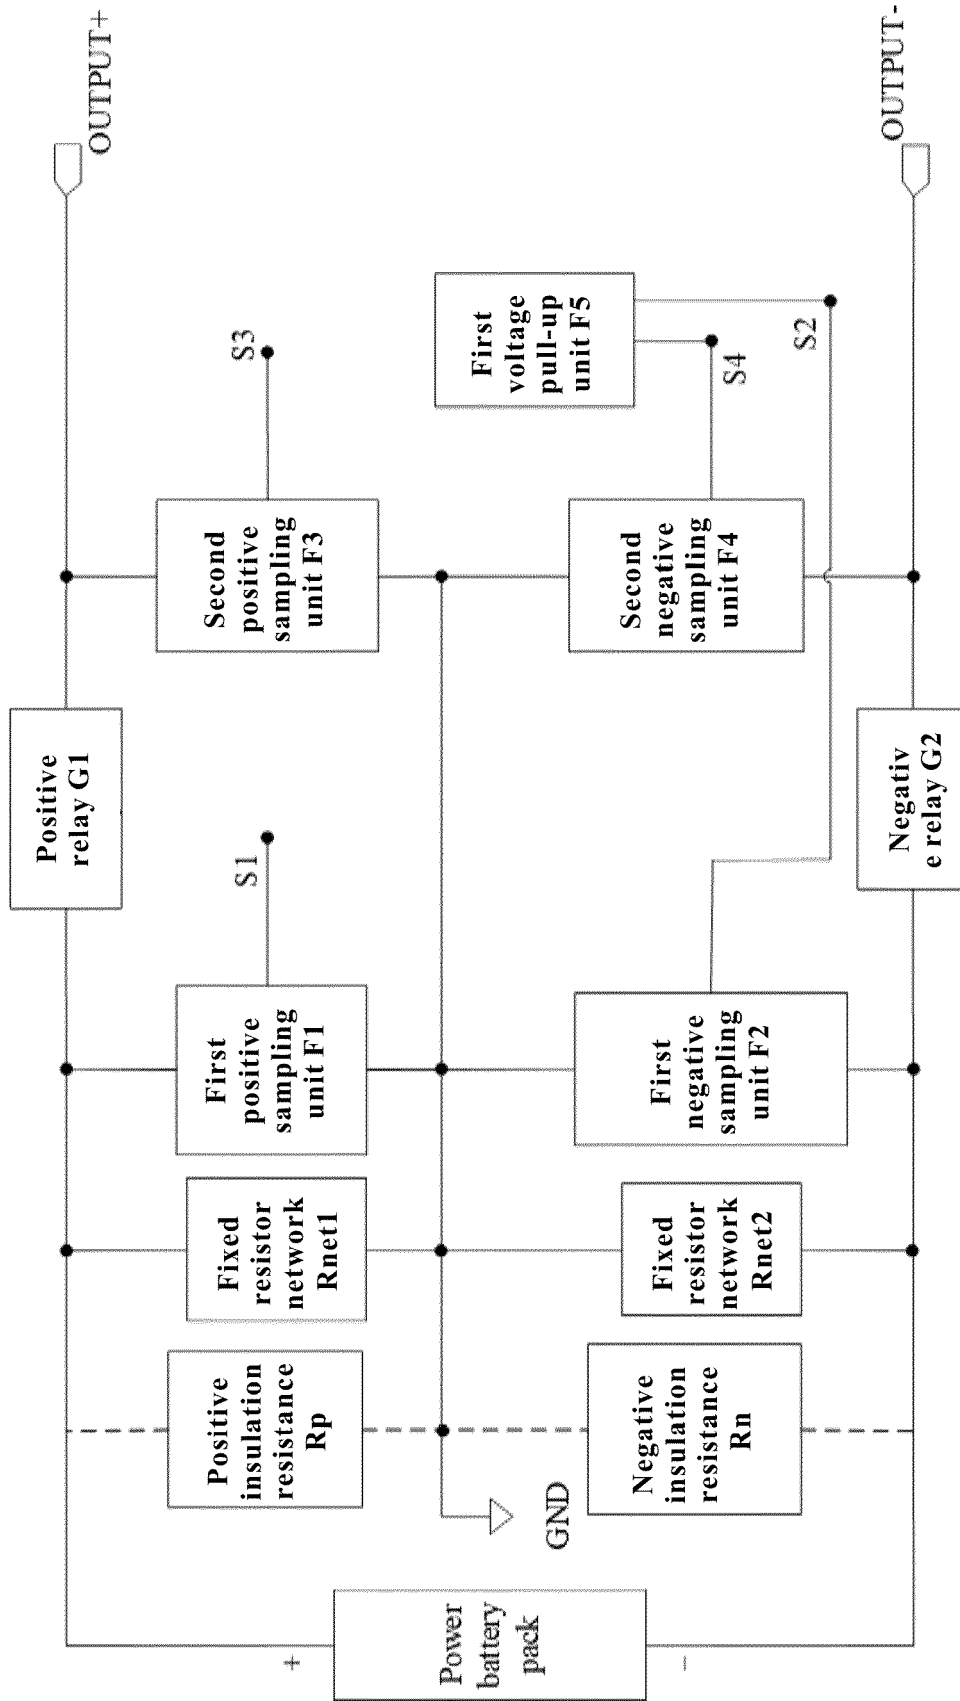 OUTPUT+
Positive
relay G1
Second
positive
sampling
unit F3
S3
First
positive
sampling
unit F1
S1
Fixed
resistor
network
Rnet1
Positive
insulation
resistance
Rp
+
Power
battery
pack
-
GND
Negative
insulation
resistance
Rn
Fixed
resistor
network
Rnet2
First
negative
sampling
unit F2
Second
negative
sampling
unit F4
First
voltage
pull-up
unit F5
S4
S2
Negativ
e relay G2
OUTPUT-